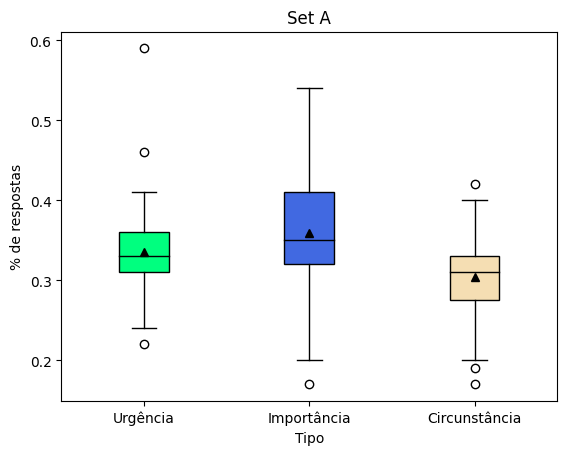 Set A
0.6
0.5
0.4
0.3
0.2
% de respostas
Urgência Importância Circunstância
Tipo